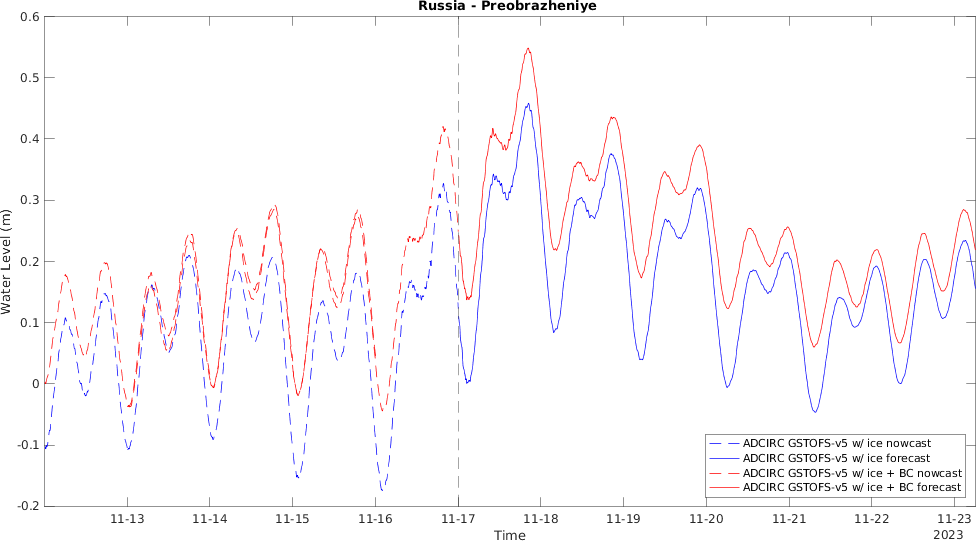 Russia - Preobrazheniye
0.6
0.5
0.4
0.3
0.2
0.1
0
-0.1
-0.2
Water Level (m)
ADCIRC GSTOFS-v5 w/ ice nowcast
ADCIRC GSTOFS-v5 w/ ice forecast
ADCIRC GSTOFS-v5 w/ ice + BC nowcast
ADCIRC GSTOFS-v5 w/ ice + BC forecast
11-13 11-14 11-15 11-16 11-17 11-18 11-19 11-20 11-21 11-22 11-23
Time
2023